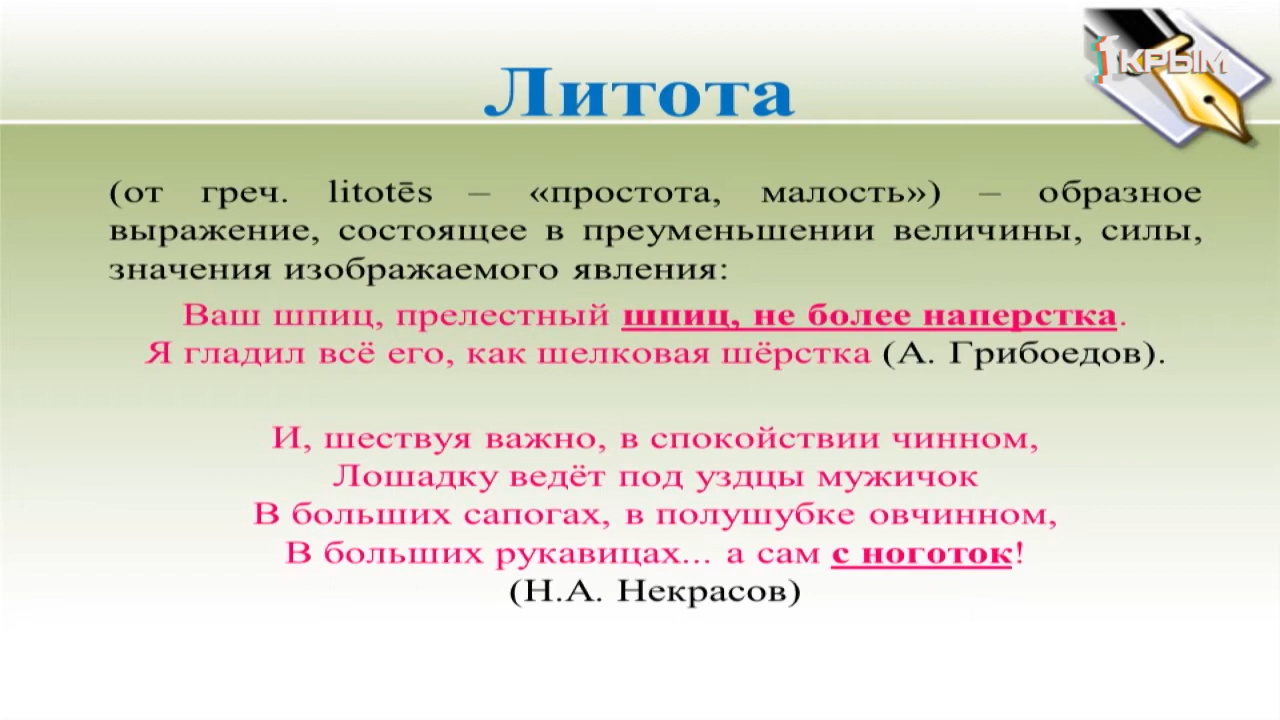 1КРЫМ
Литота
(от греч. litotēs – «простота, малость») – образное
выражение, состоящее в преуменьшении величины, силы,
значения изображаемого явления:
Ваш шпиц, прелестный шпиц, не более наперстка.
Я гладил всё его, как шелковая шёрстка (А. Грибоедов).
И, шествуя важно, в спокойствии чинном,
Лошадку ведёт под уздцы мужичок
В больших сапогах, в полушубке овчинном,
В больших рукавицах... а сам с ноготок!
(Н.А. Некрасов)